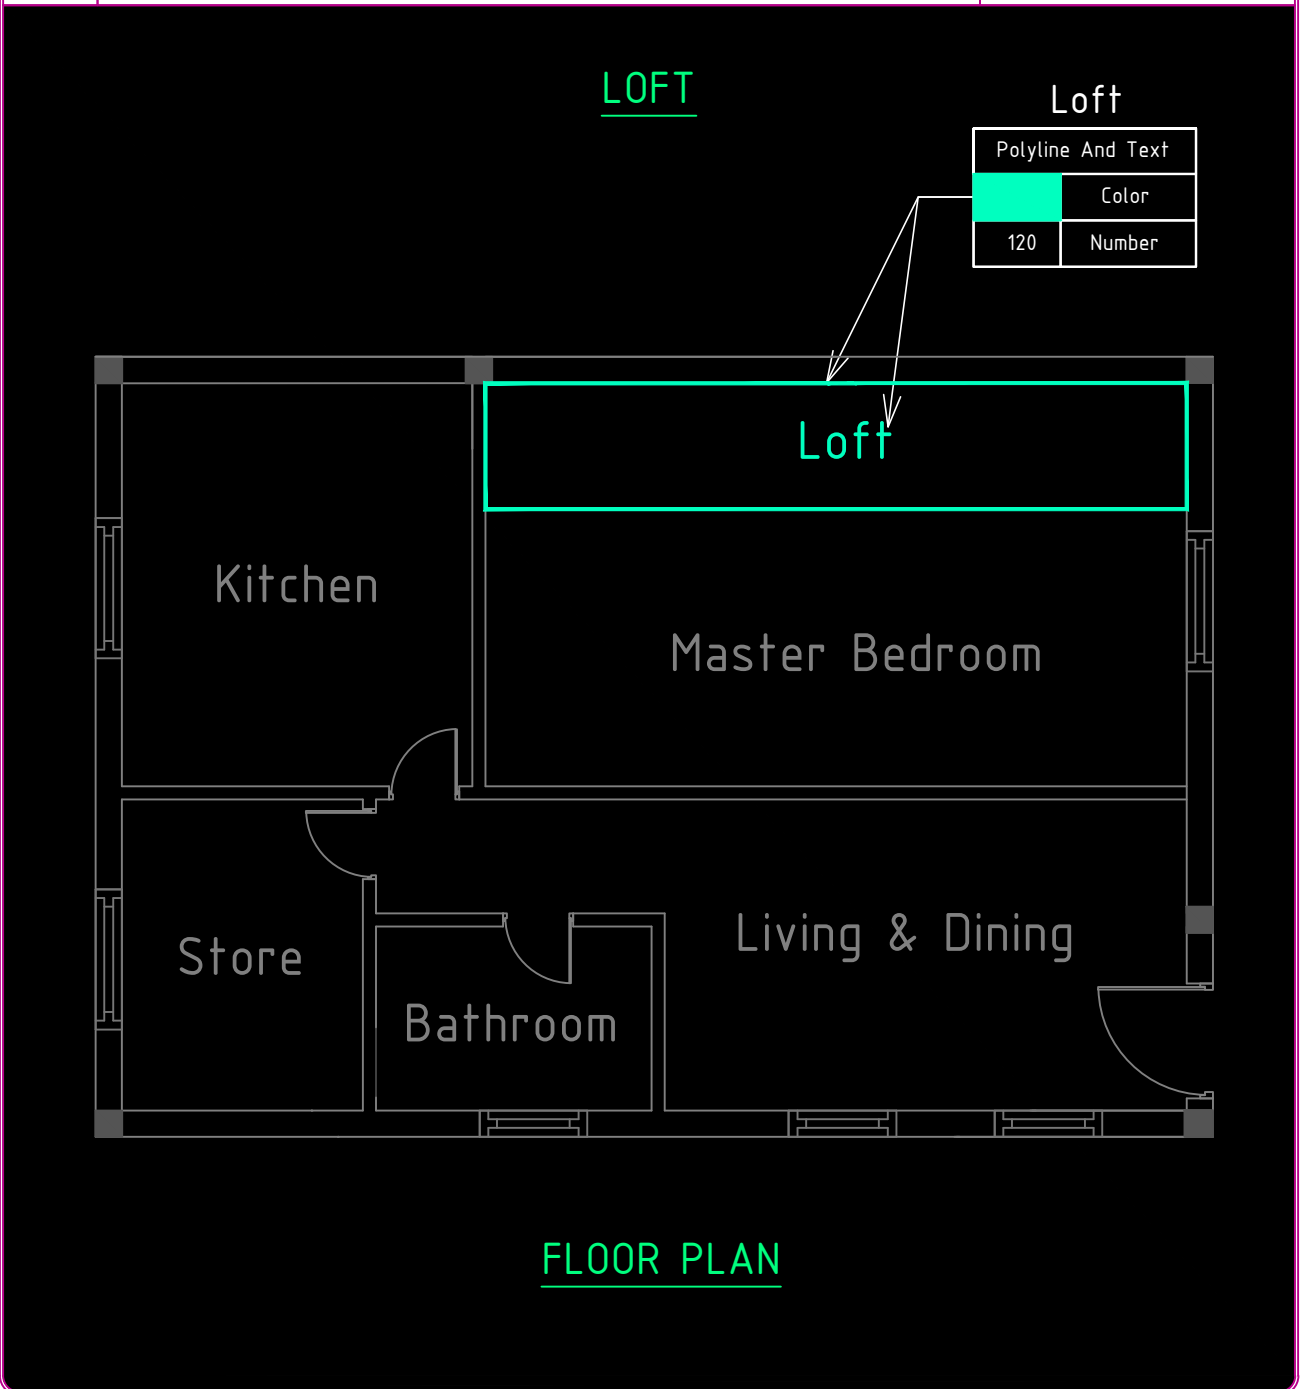 LOFT
Loft
Polyline And Text
Color
120 Number
Loft
Kitchen
Master Bedroom
Living & Dining
Store
Bathroom
FLOOR PLAN